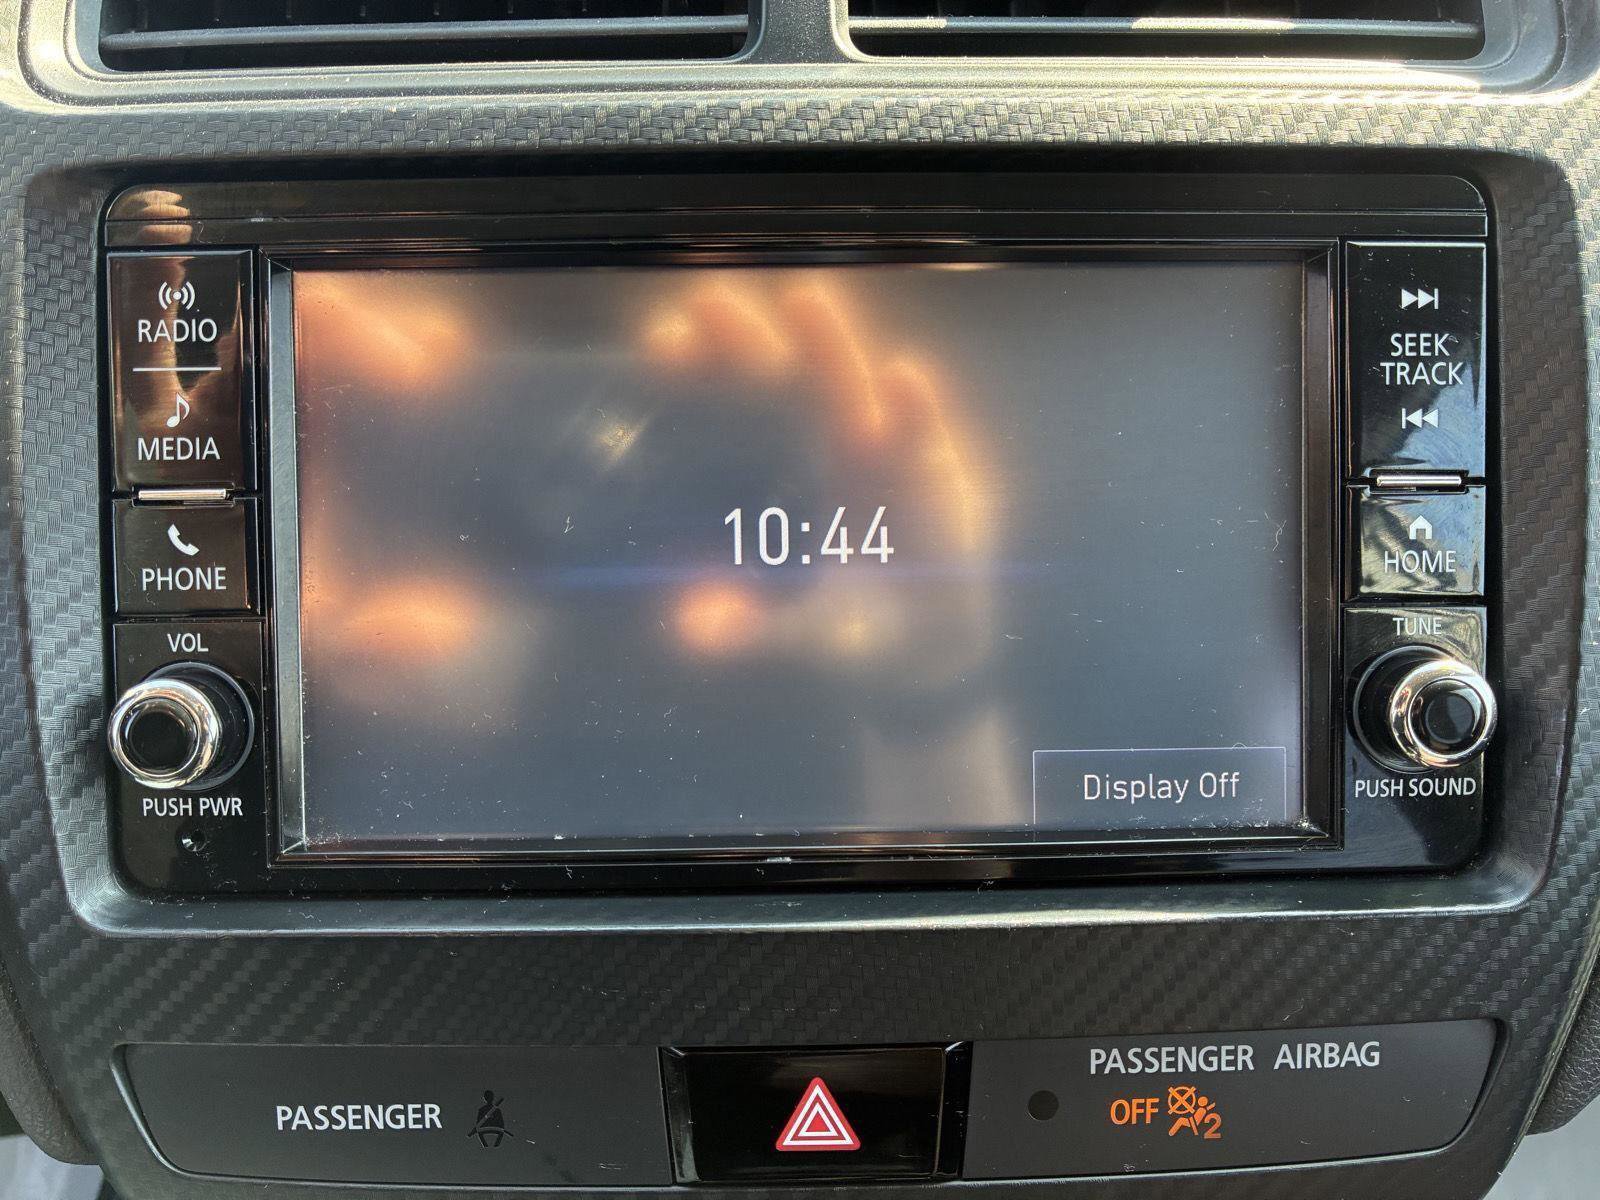 RADIO
MEDIA
PHONE
VOL
PUSH PWR
10:44
Display Off
SEEK
TRACK
HOME
TUNE
PUSH SOUND
PASSENGER
PASSENGER AIRBAG
OFF
2